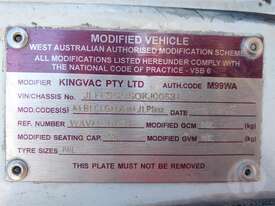 MODIFIED VEHICLE
WEST AUSTRALIAN AUTHORISED MODIFICATION SCHEME
ALL MODIFICATIONS LISTED HEREUNDER COMPLY WITH
THE NATIONAL CODE OF PRACTICE - VSB 6
MODIFIER KINGVAC PTY LTD AUTH.CODE M99WA
VIN/CHASSIS No.
MOD.CODES(S) DATE
REF. NUMBER MODIFIED GCM (kg)
MODIFIED SEATING CAP. MODIFIED GVM (kg)
TYRE SIZES
THIS PLATE MUST NOT BE REMOVED